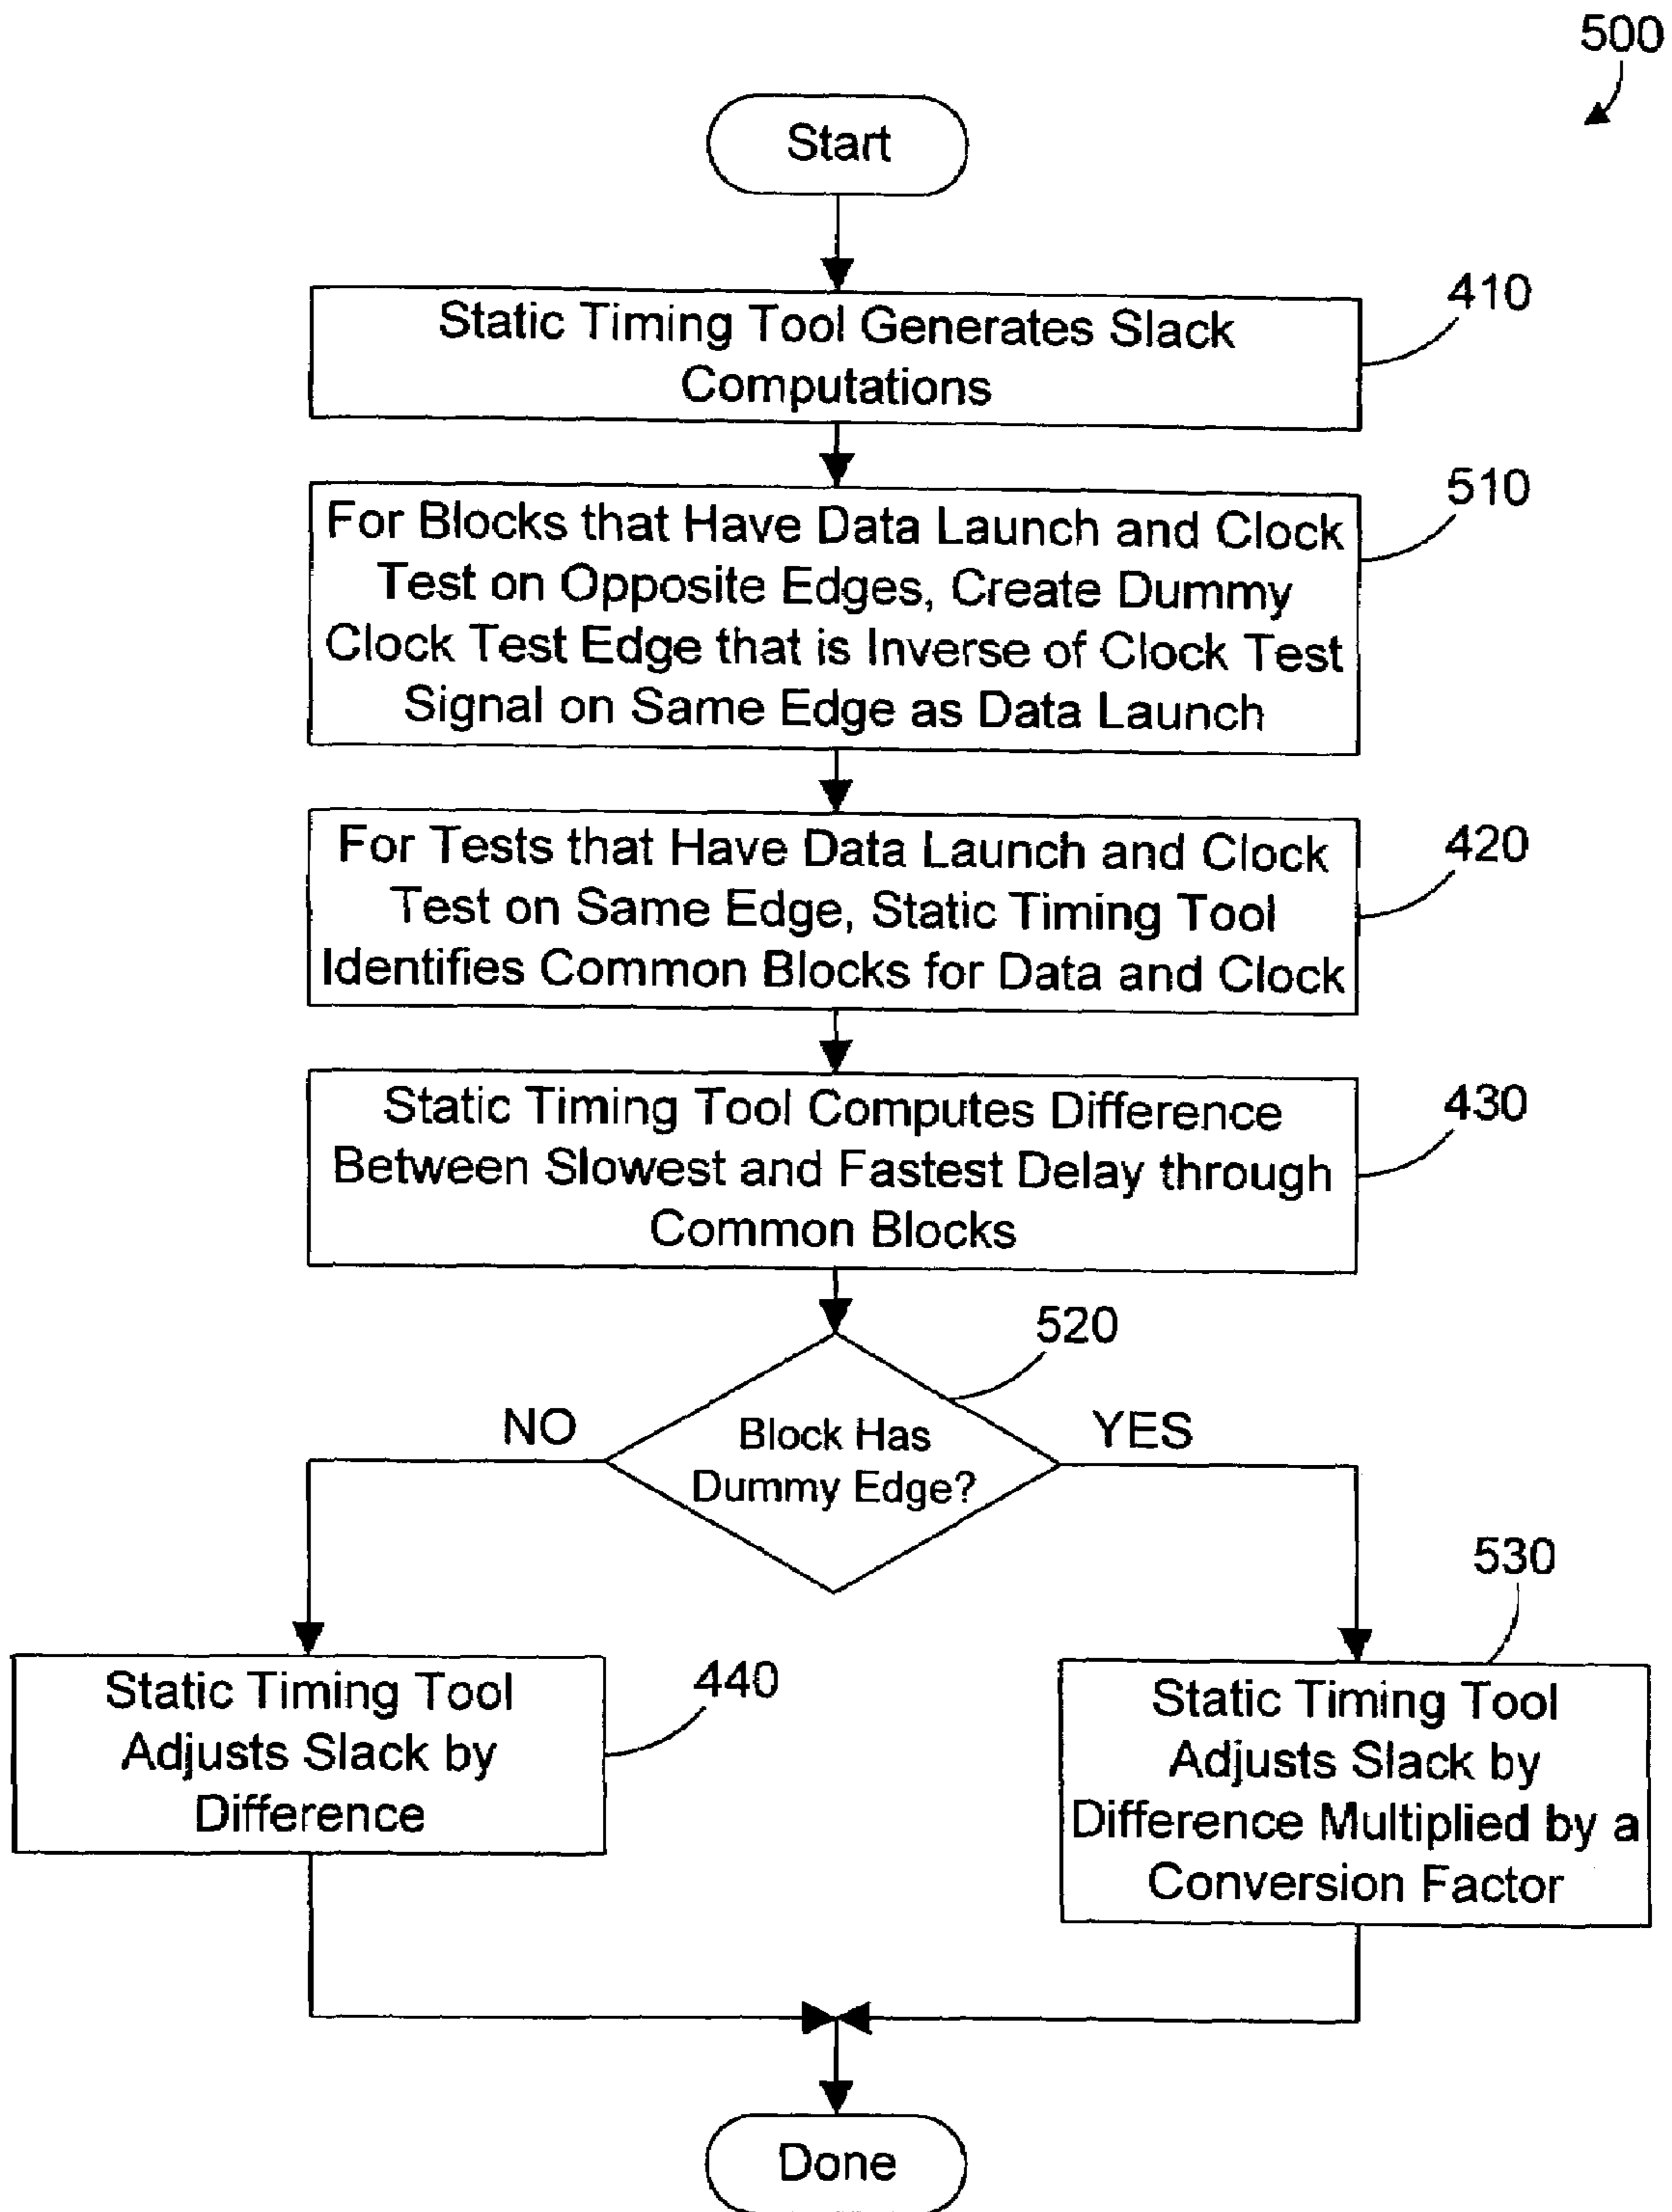 500
Start
410
Static Timing Tool Generates Slack
Computations
510
For Blocks that Have Data Launch and Clock
Test on Opposite Edges, Create Dummy
Clock Test Edge that is Inverse of Clock Test
Signal on Same Edge as Data Launch
420
For Tests that Have Data Launch and Clock
Test on Same Edge, Static Timing Tool
Identifies Common Blocks for Data and Clock
430
Static Timing Tool Computes Difference
Between Slowest and Fastest Delay through
Common Blocks
520
NO
Block Has
Dummy Edge?
YES
440
Static Timing Tool
Adjusts Slack by
Difference
530
Static Timing Tool
Adjusts Slack by
Difference Multiplied by a
Conversion Factor
Done